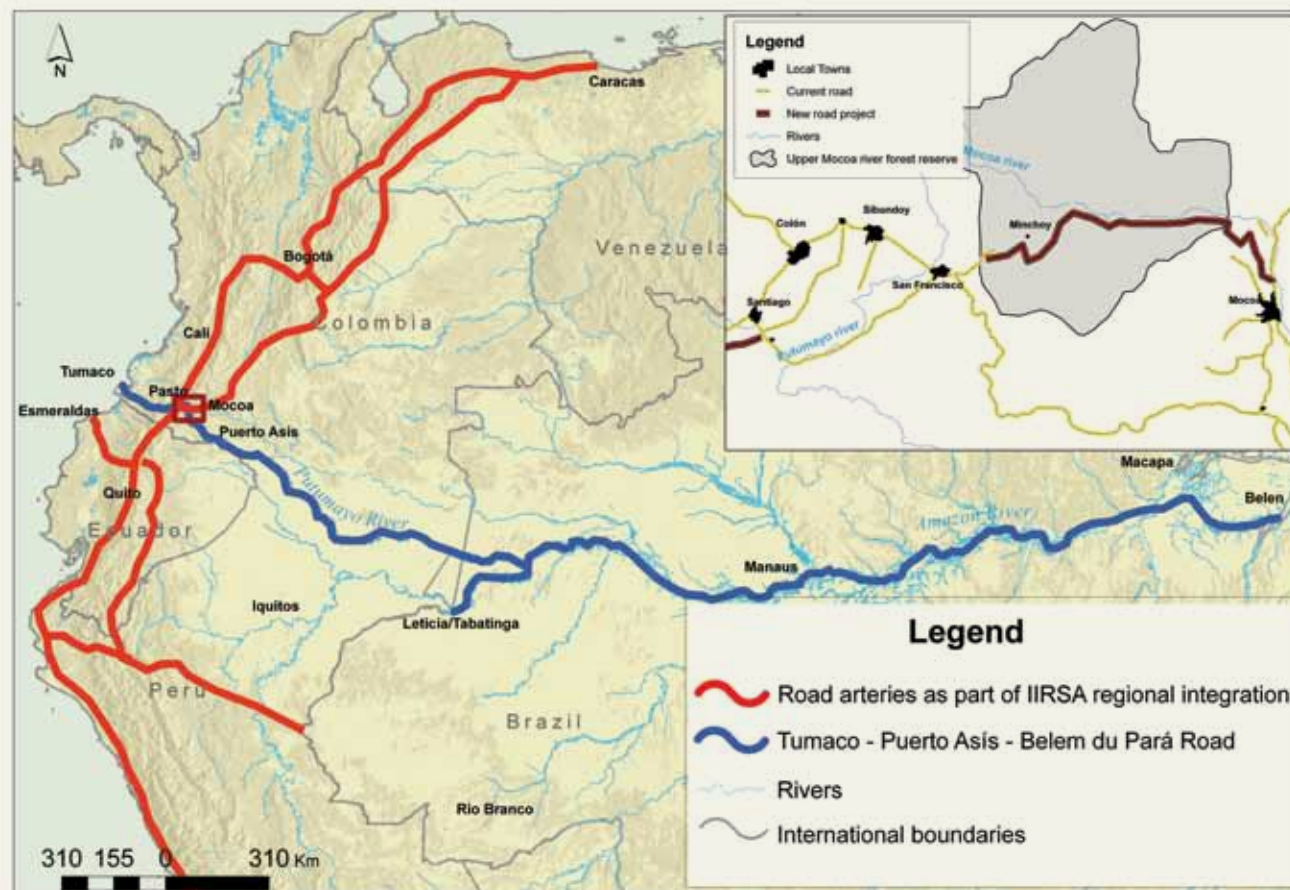 N
Caracas
Bogotá
Venezuela
Colombia
Cali
Tumaco
Pasto
Mocoa
Esmeraldas
Puerto Asís
Quito
Ecuador
Putumayo River
Iquitos
Leticia/Tabatinga
Manaus
Amazon River
Macapa
Belen
Peru
Brazil
Rio Branco
310 155 0 310 Km
Legend
Local Towns
Current road
New road project
Rivers
Upper Mocoa river forest reserve
Mocoa river
Colón
Sibundoy
Minchoy
San Francisco
Santiago
Mocoa
Putumayo river
Legend
Road arteries as part of IIRSA regional integration
Tumaco - Puerto Asís - Belem du Pará Road
Rivers
International boundaries